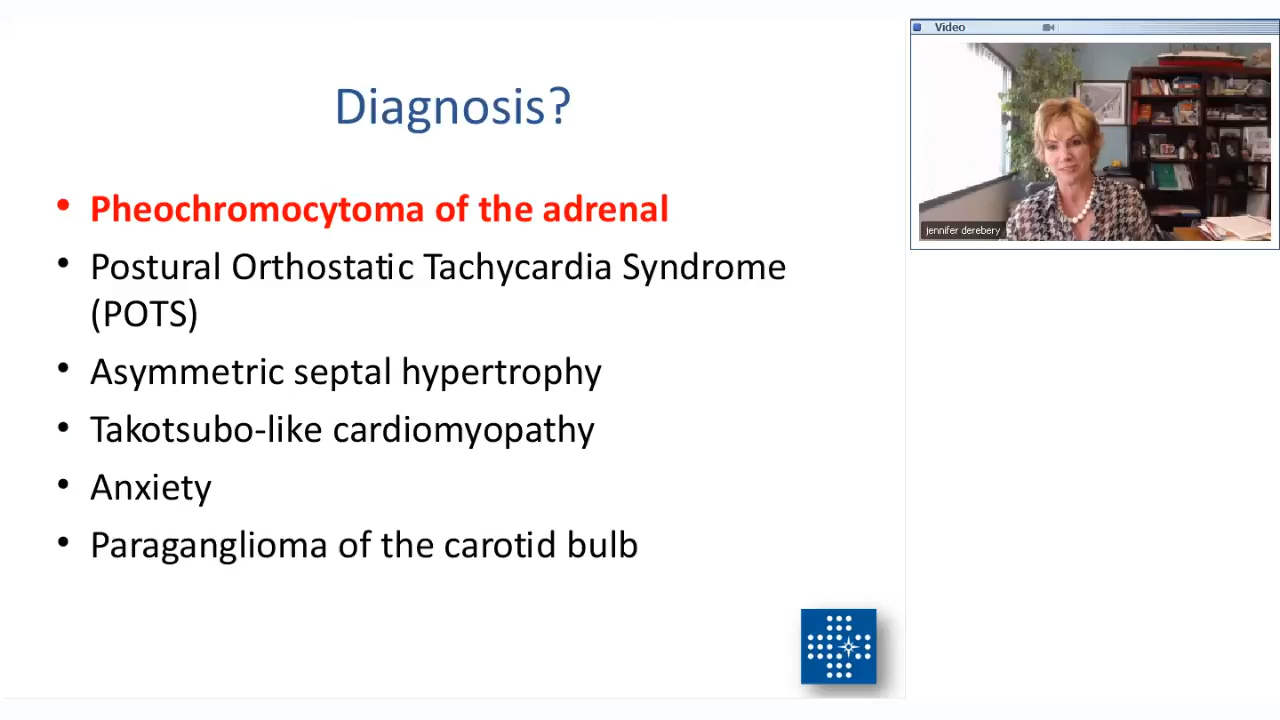 Diagnosis?
• Pheochromocytoma of the adrenal
• Postural Orthostatic Tachycardia Syndrome
(POTS)
• Asymmetric septal hypertrophy
• Takotsubo-like cardiomyopathy
• Anxiety
• Paraganglioma of the carotid bulb
Video
jennifer derebery